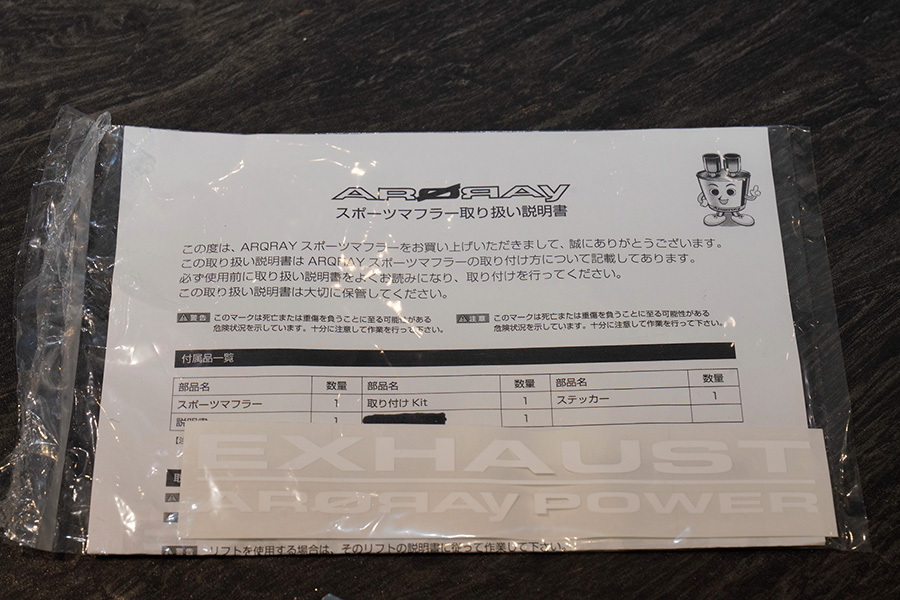 ARQRAY
スポーツマフラー取り扱い説明書
この度は、ARQRAY スポーツマフラーをお買い上げいただきまして、誠にありがとうございます。
この取り扱い説明書は ARQRAY スポーツマフラーの取り付け方について記載してあります。
必ず使用前に取り扱い説明書をよくお読みになり、取り付けを行ってください。
この取り扱い説明書は大切に保管してください。
警告 このマークは死亡または重傷を負うことに至る可能性がある
危険状況を示しています。十分に注意して作業を行って下さい。
注意 このマークは死亡または重傷を負うことに至る可能性がある
危険状況を示しています。十分に注意して作業を行って下さい。
付属品一覧
部品名 数量 部品名 数量 部品名 数量
スポーツマフラー 1 取り付け Kit 1 ステッカー 1
説明書 1 1
EXHAUST
ARQRAY POWER
警告 リフトを使用する場合は、そのリフトの説明書に従って作業して下さい。